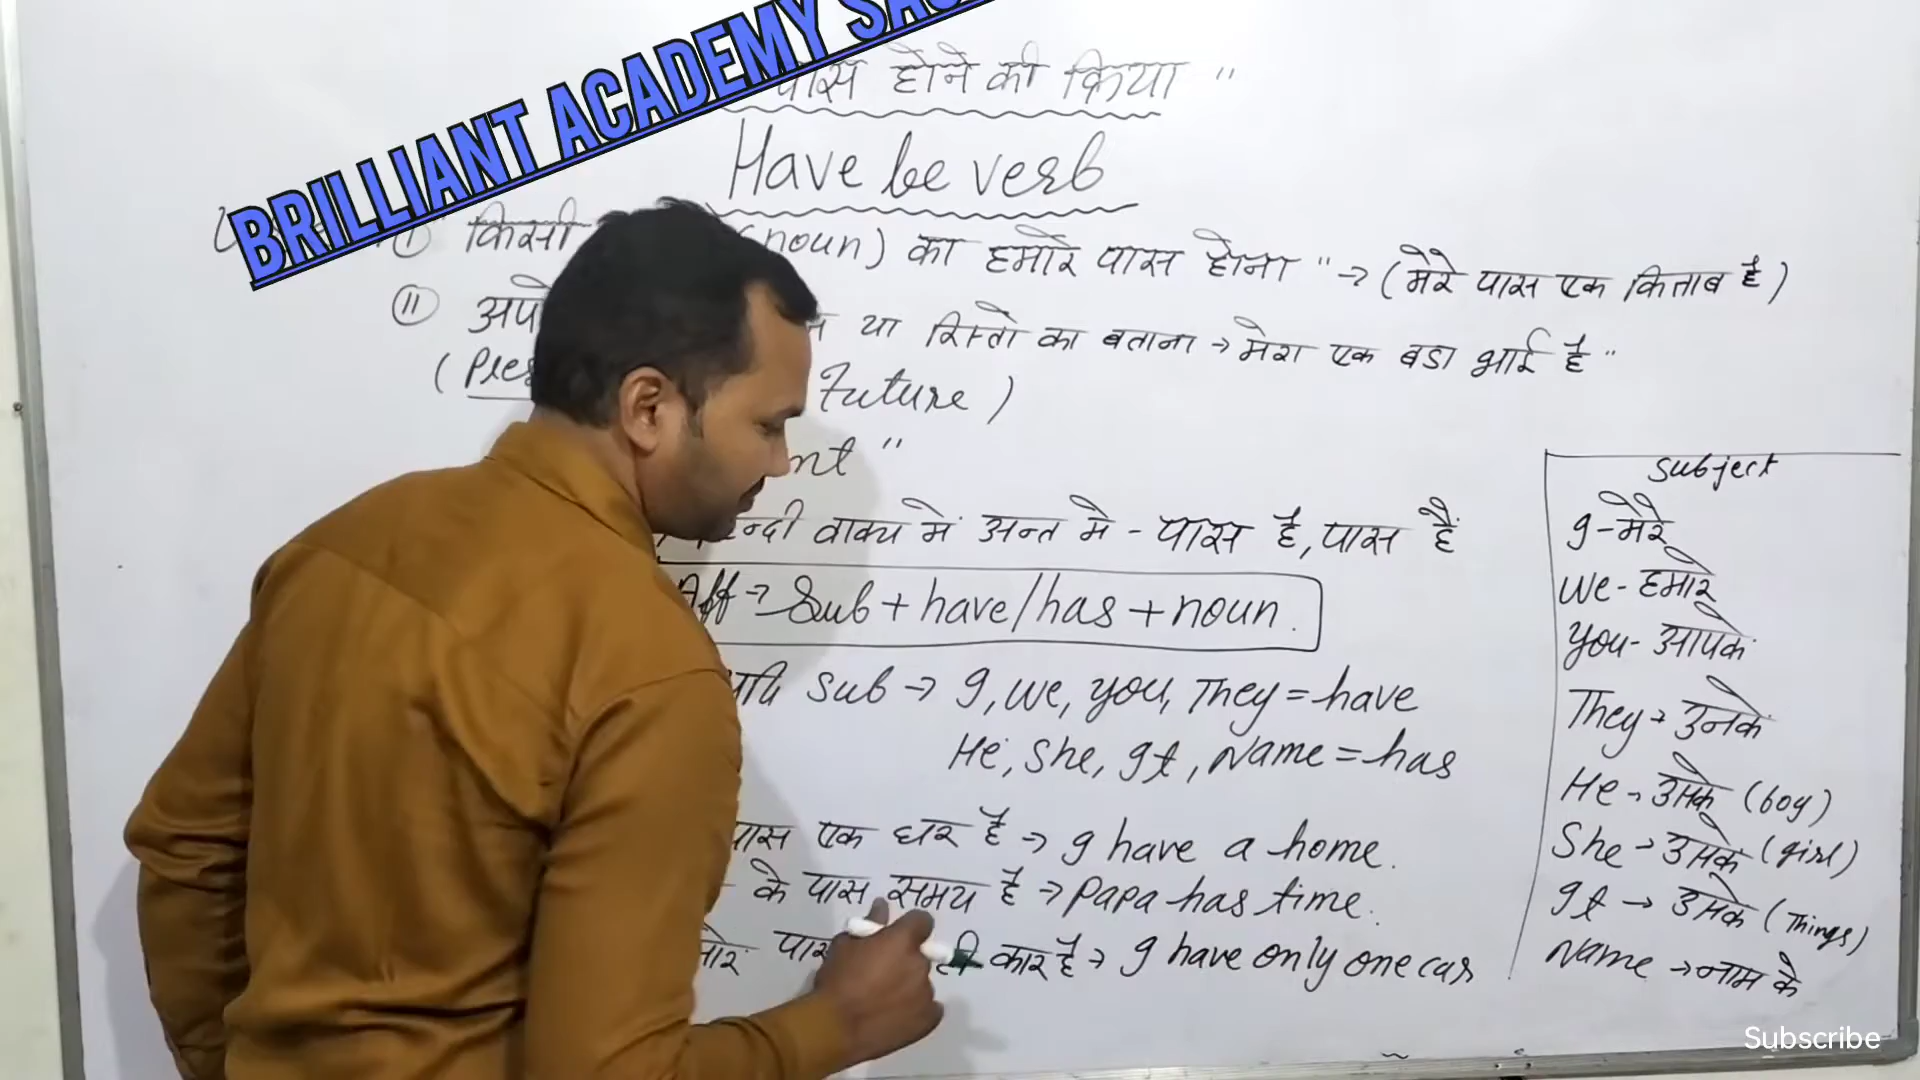 BRILLIANT ACADEMY
पास होने की क्रिया "
Have be verb
I किसी (noun) का हमारे पास होना " → (मेरे पास एक किताब है)
II या रिश्तो का बताना → मेरा एक बडा भाई है "
( Future )
nt "
हिन्दी वाक्य में अन्त मे - पास है, पास हैं
Aff → Sub + have/has + noun.
यदि sub → I, we, you, They = have
He, She, It, Name = has
पास एक घर है → I have a home.
के पास समय है → Papa has time.
पास कार है → I have only one car
Subject
I - मेरे
We - हमारे
You - आपके
They → उनके
He → उसके (boy)
She → उसके (girl)
It → उसके (Things)
Name → नाम के
Subscribe